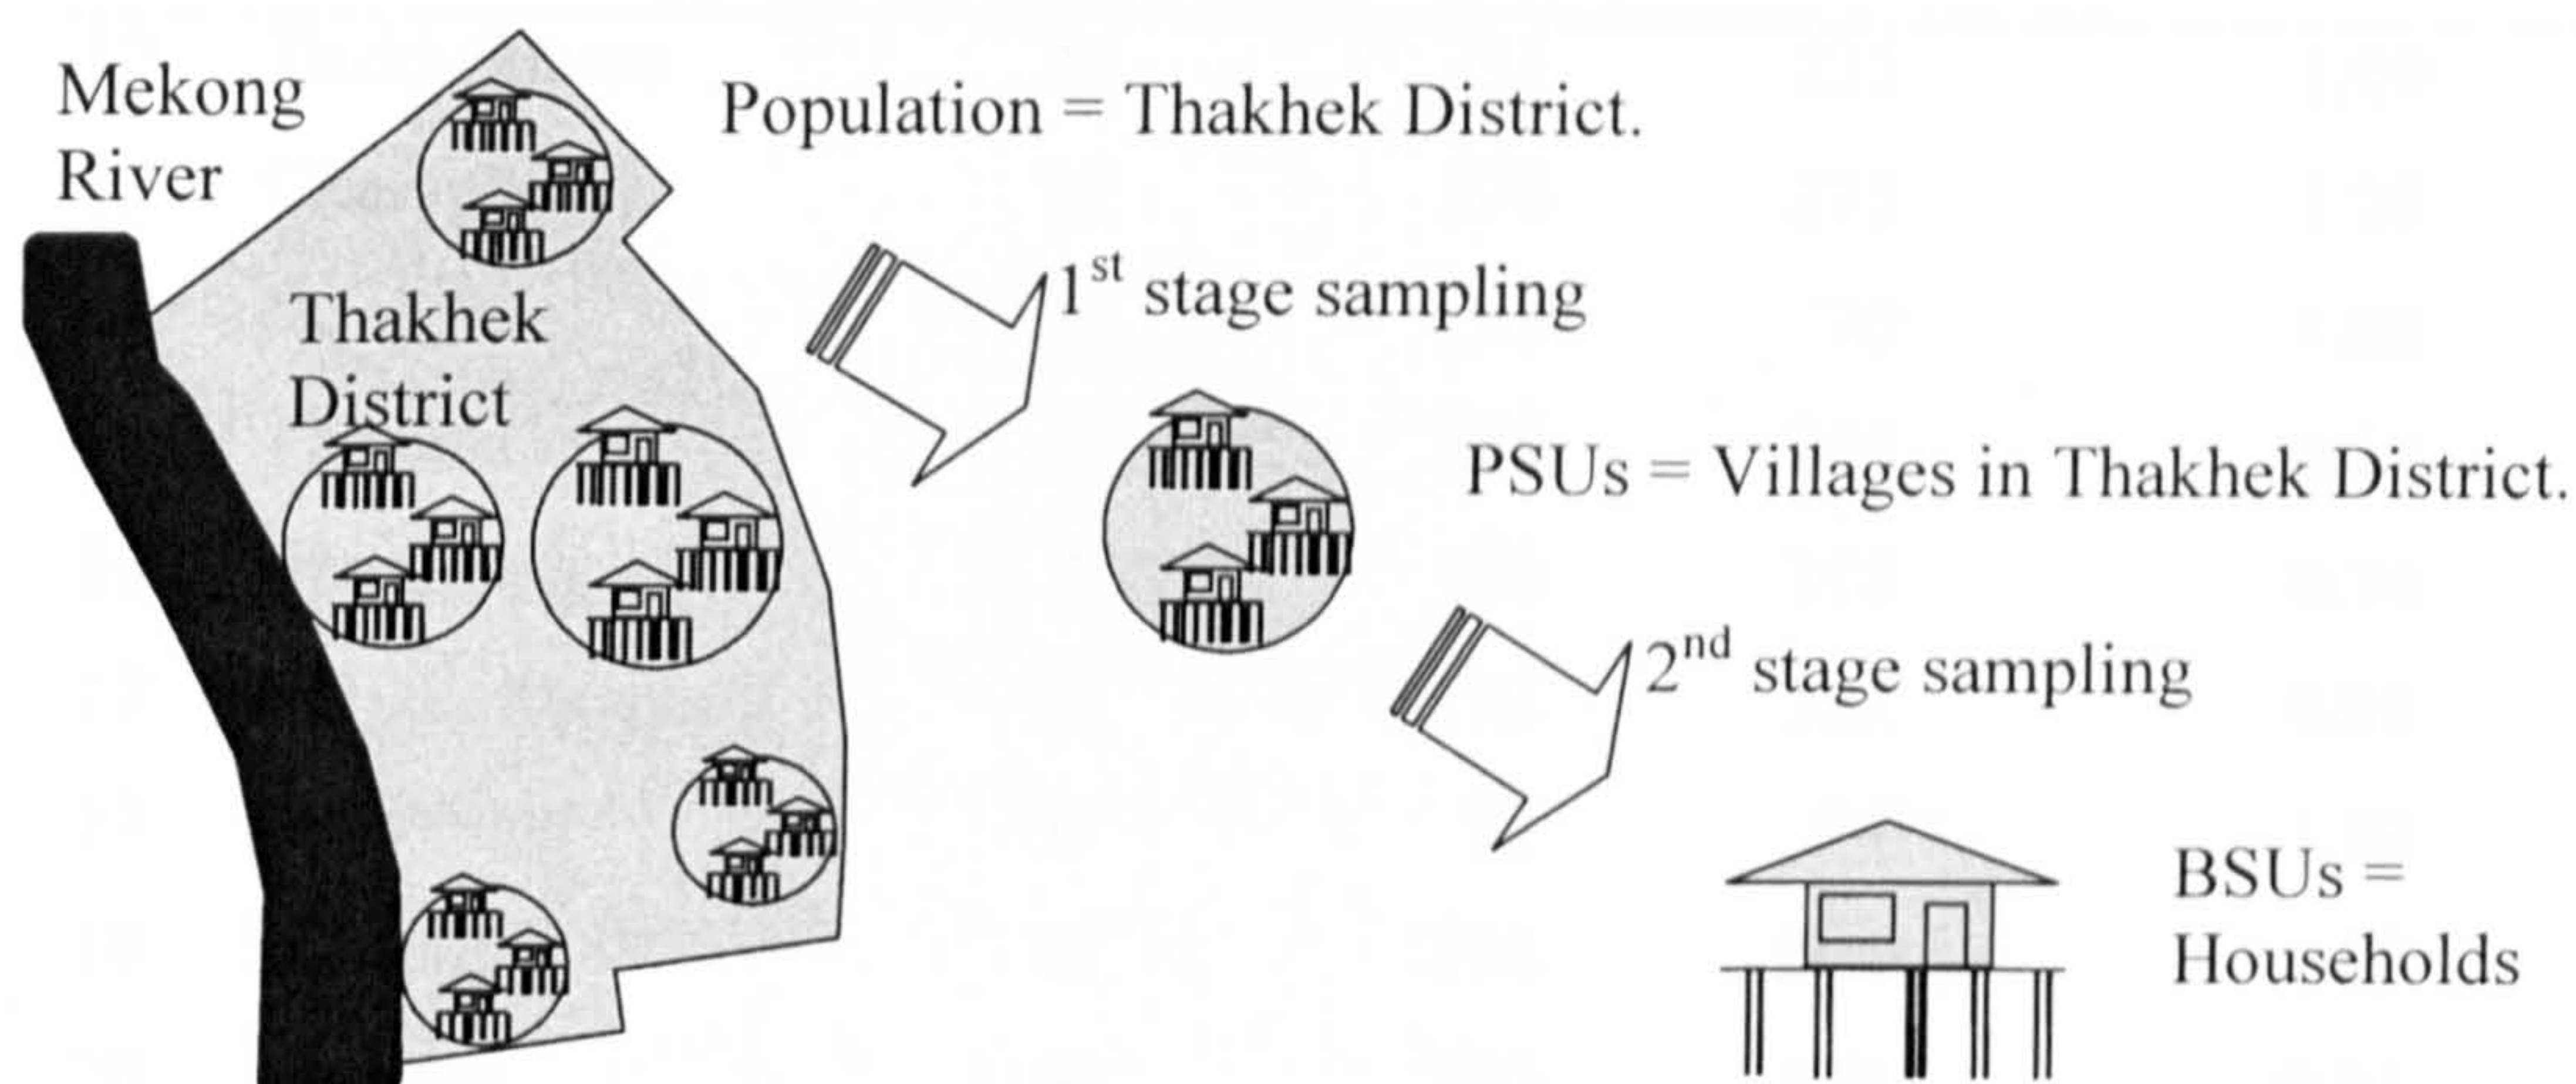 Mekong
River
Population = Thakhek District.
1st stage sampling
Thakhek
District
PSUs = Villages in Thakhek District.
2nd stage sampling
BSUs =
Households